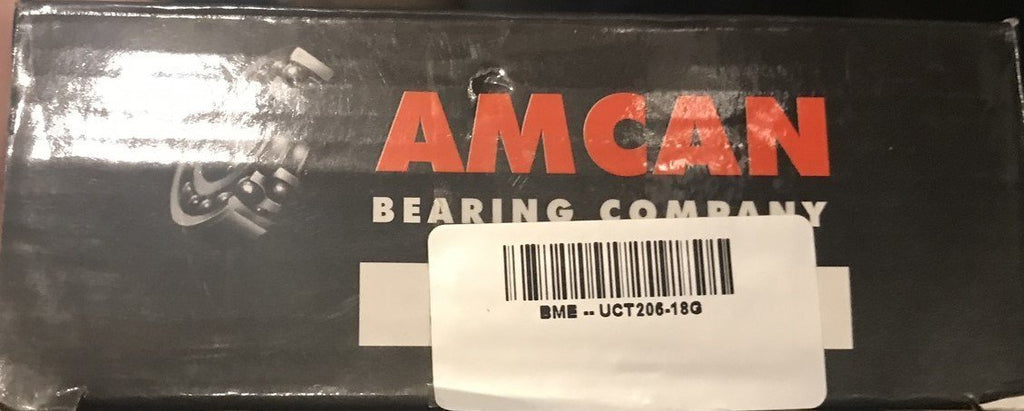 AMCAN
BEARING COMPANY
BME -- UCT206-18G